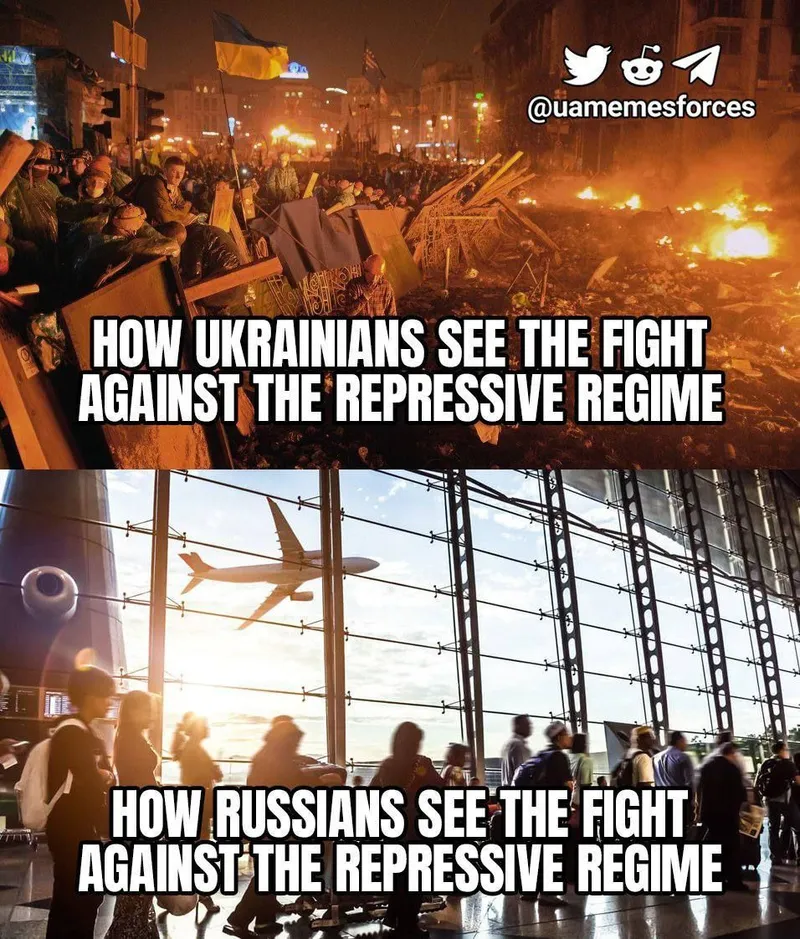 @uamemesforces
HOW UKRAINIANS SEE THE FIGHT
AGAINST THE REPRESSIVE REGIME
HOW RUSSIANS SEE THE FIGHT
AGAINST THE REPRESSIVE REGIME